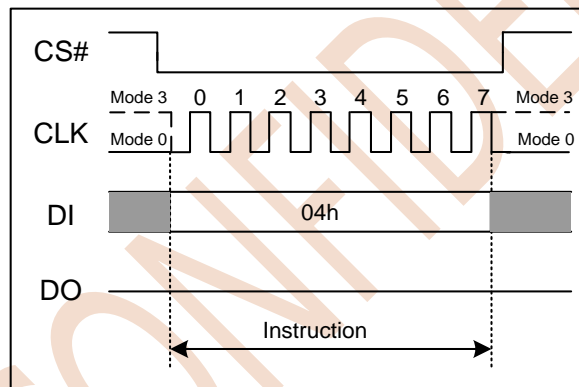 CS#
Mode 3 0 1 2 3 4 5 6 7 Mode 3
CLK
Mode 0 Mode 0
DI 04h
DO
Instruction